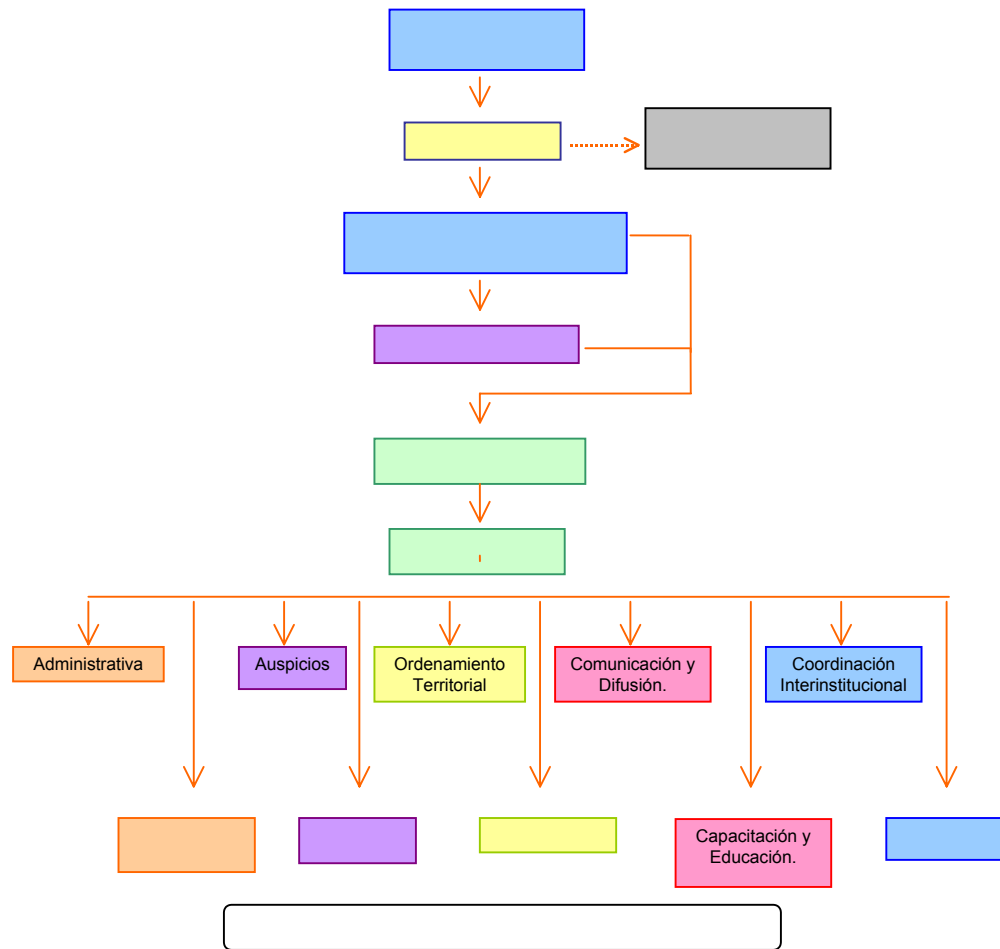 Administrativa
Auspicios
Ordenamiento
Territorial
Comunicación y
Difusión.
Coordinación
Interinstitucional
Capacitación y
Educación.